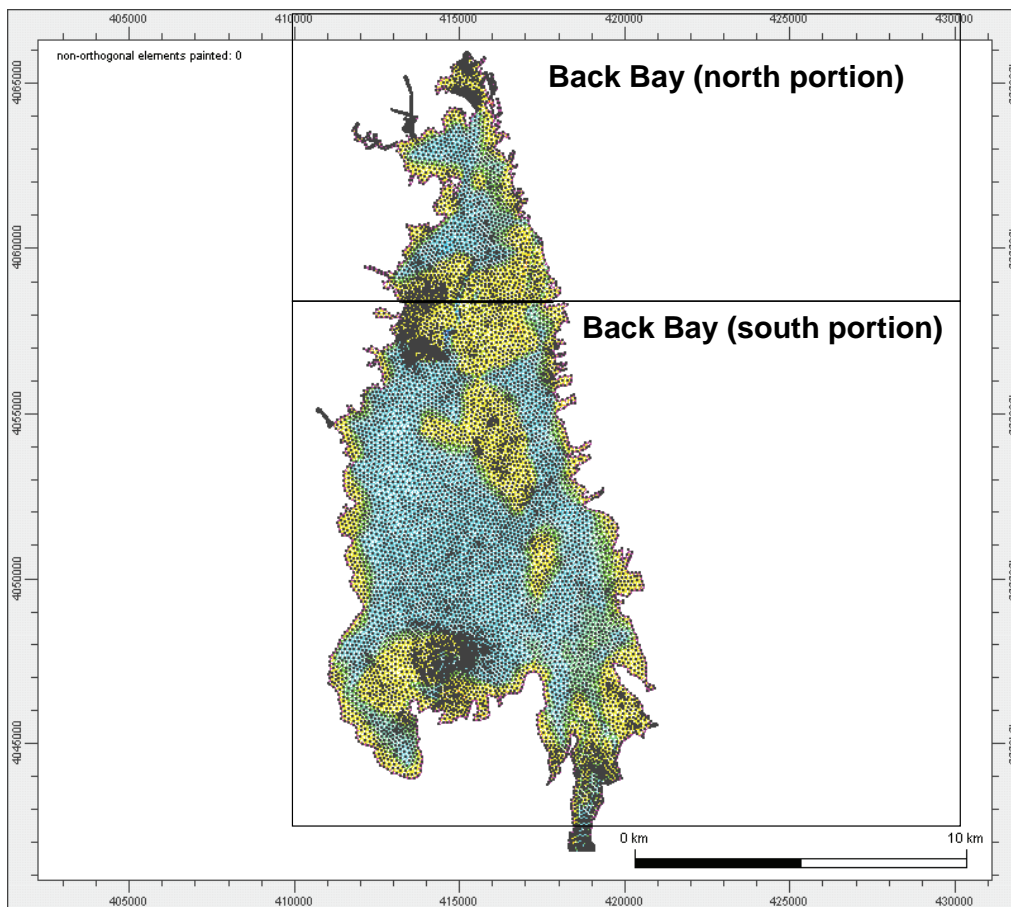 405000 410000 415000 420000 425000 430000
non-orthogonal elements painted: 0
Back Bay (north portion)
Back Bay (south portion)
4065000
4060000
4055000
4050000
4045000
0 km 10 km
405000 410000 415000 420000 425000 430000